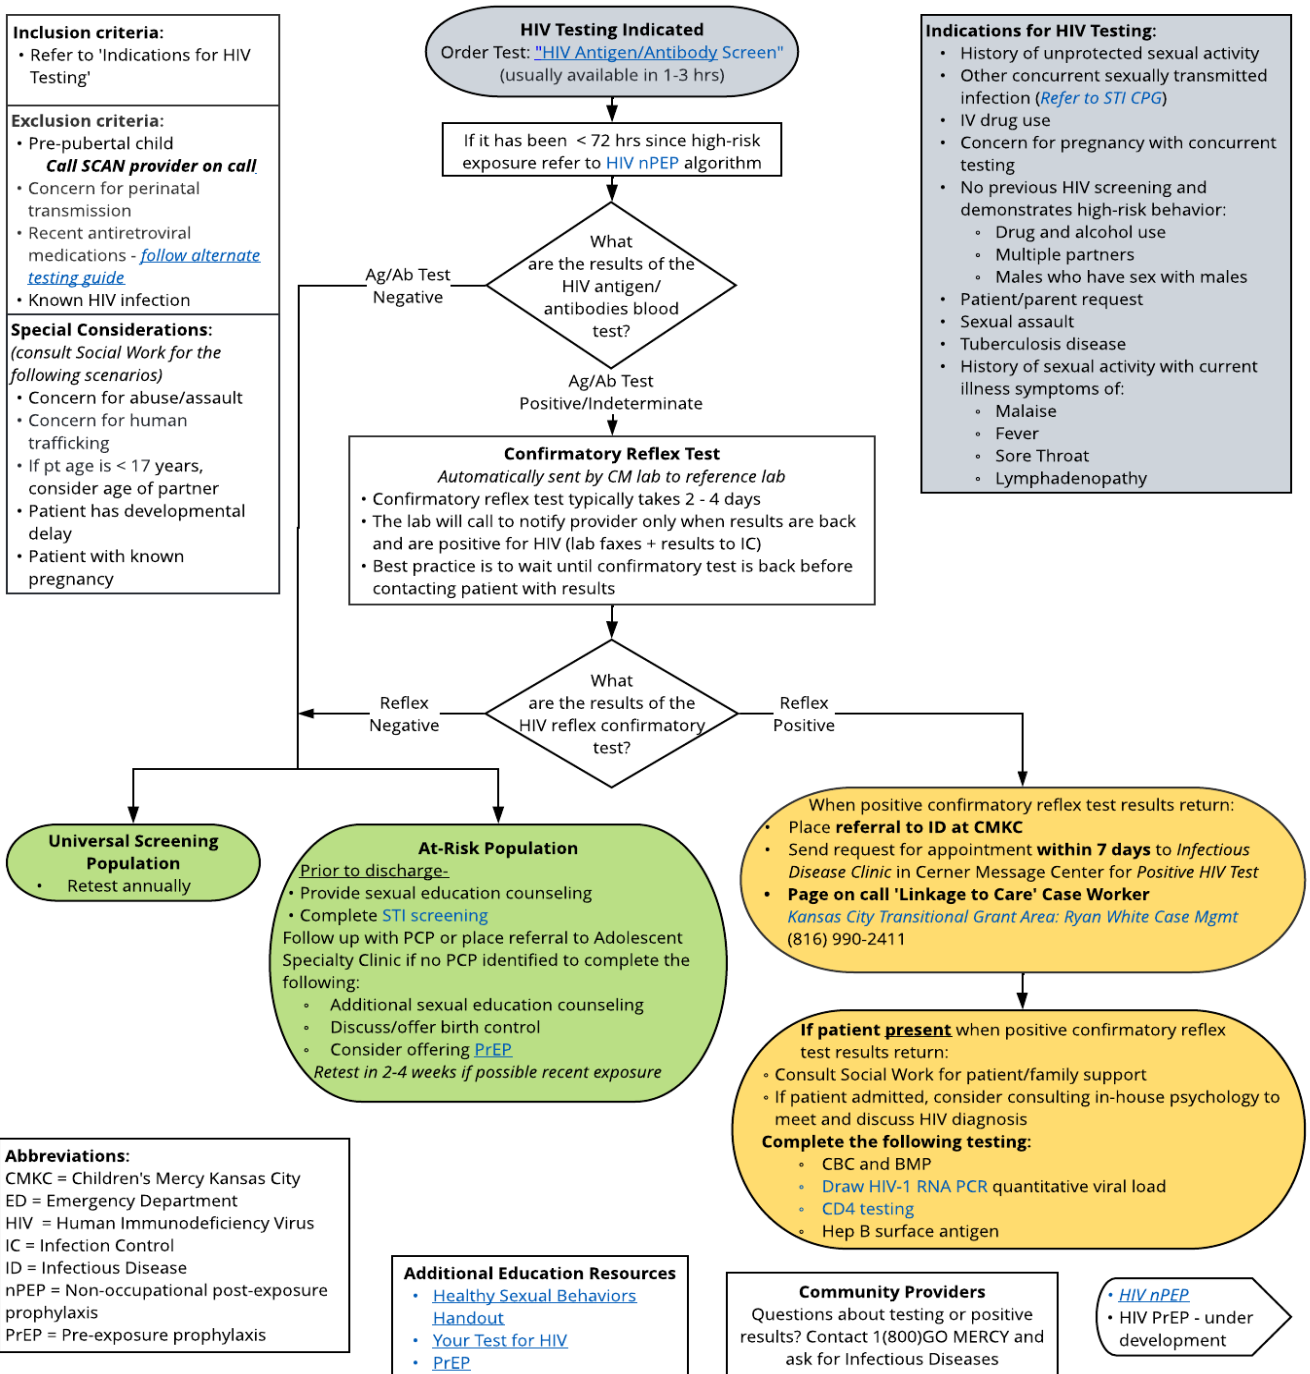 Inclusion criteria:
• Refer to 'Indications for HIV
Testing'
Exclusion criteria:
• Pre-pubertal child
Call SCAN provider on call.
• Concern for perinatal
transmission
• Recent antiretroviral
medications - follow alternate
testing guide
• Known HIV infection
Special Considerations:
(consult Social Work for the
following scenarios)
• Concern for abuse/assault
• Concern for human
trafficking
• If pt age is < 17 years,
consider age of partner
• Patient has developmental
delay
• Patient with known
pregnancy
HIV Testing Indicated
Order Test: "HIV Antigen/Antibody Screen"
(usually available in 1-3 hrs)
If it has been < 72 hrs since high-risk
exposure refer to HIV nPEP algorithm
What
are the results of the
HIV antigen/
antibodies blood
test?
Ag/Ab Test
Negative
Ag/Ab Test
Positive/Indeterminate
Confirmatory Reflex Test
Automatically sent by CM lab to reference lab
• Confirmatory reflex test typically takes 2 - 4 days
• The lab will call to notify provider only when results are back
and are positive for HIV (lab faxes + results to IC)
• Best practice is to wait until confirmatory test is back before
contacting patient with results
What
are the results of the
HIV reflex confirmatory
test?
Reflex
Negative
Reflex
Positive
Indications for HIV Testing:
• History of unprotected sexual activity
• Other concurrent sexually transmitted
infection (Refer to STI CPG)
• IV drug use
• Concern for pregnancy with concurrent
testing
• No previous HIV screening and
demonstrates high-risk behavior:
◦ Drug and alcohol use
◦ Multiple partners
◦ Males who have sex with males
• Patient/parent request
• Sexual assault
• Tuberculosis disease
• History of sexual activity with current
illness symptoms of:
◦ Malaise
◦ Fever
◦ Sore Throat
◦ Lymphadenopathy
Universal Screening
Population
• Retest annually
At-Risk Population
Prior to discharge-
• Provide sexual education counseling
• Complete STI screening
Follow up with PCP or place referral to Adolescent
Specialty Clinic if no PCP identified to complete the
following:
◦ Additional sexual education counseling
◦ Discuss/offer birth control
◦ Consider offering PrEP
Retest in 2-4 weeks if possible recent exposure
When positive confirmatory reflex test results return:
• Place referral to ID at CMKC
• Send request for appointment within 7 days to Infectious
Disease Clinic in Cerner Message Center for Positive HIV Test
• Page on call 'Linkage to Care' Case Worker
Kansas City Transitional Grant Area: Ryan White Case Mgmt
(816) 990-2411
If patient present when positive confirmatory reflex
test results return:
◦ Consult Social Work for patient/family support
◦ If patient admitted, consider consulting in-house psychology to
meet and discuss HIV diagnosis
Complete the following testing:
◦ CBC and BMP
◦ Draw HIV-1 RNA PCR quantitative viral load
◦ CD4 testing
◦ Hep B surface antigen
Abbreviations:
CMKC = Children's Mercy Kansas City
ED = Emergency Department
HIV = Human Immunodeficiency Virus
IC = Infection Control
ID = Infectious Disease
nPEP = Non-occupational post-exposure
prophylaxis
PrEP = Pre-exposure prophylaxis
Additional Education Resources
• Healthy Sexual Behaviors
Handout
• Your Test for HIV
• PrEP
Community Providers
Questions about testing or positive
results? Contact 1(800)GO MERCY and
ask for Infectious Diseases
• HIV nPEP
• HIV PrEP - under
development